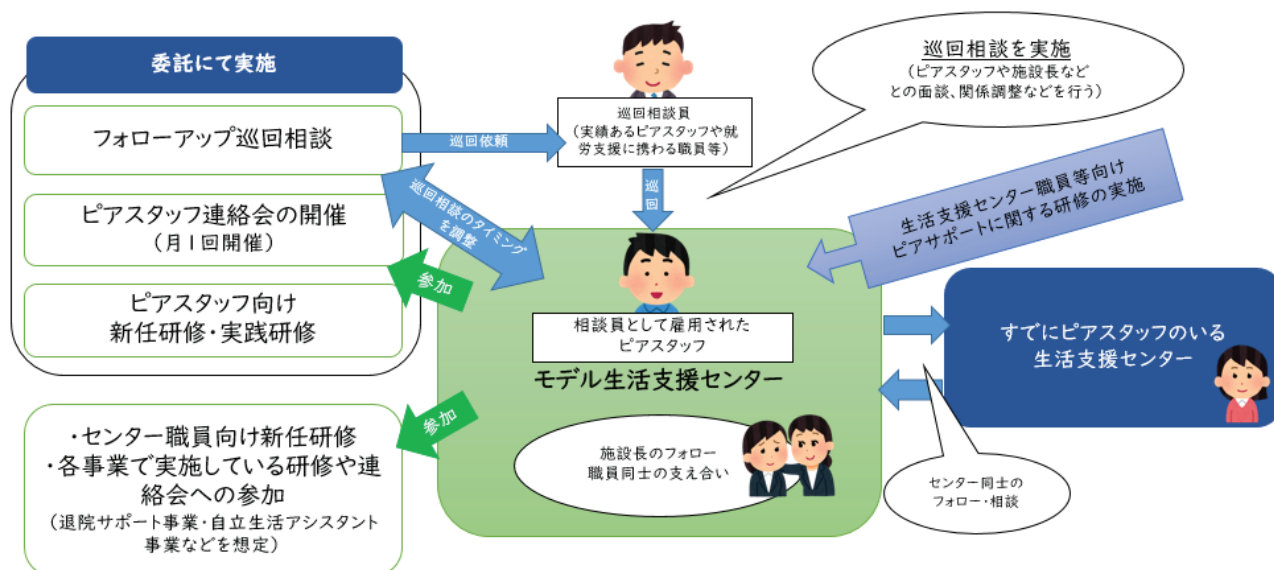 委託にて実施
フォローアップ巡回相談
ピアスタッフ連絡会の開催
(月1回開催)
ピアスタッフ向け
新任研修・実践研修
・センター職員向け新任研修
・各事業で実施している研修や連
絡会への参加
(退院サポート事業・自立生活アシスタント
事業などを想定)
巡回依頼
巡回相談のタイミング
を調整
参加
参加
巡回相談員
(実績あるピアスタッフや就
労支援に携わる職員等)
巡回
巡回相談を実施
(ピアスタッフや施設長など
との面談、関係調整などを行う)
生活支援センター職員等向け
ピアサポートに関する研修の実施
相談員として雇用された
ピアスタッフ
モデル生活支援センター
施設長のフォロー
職員同士の支え合い
すでにピアスタッフのいる
生活支援センター
センター同士の
フォロー・相談